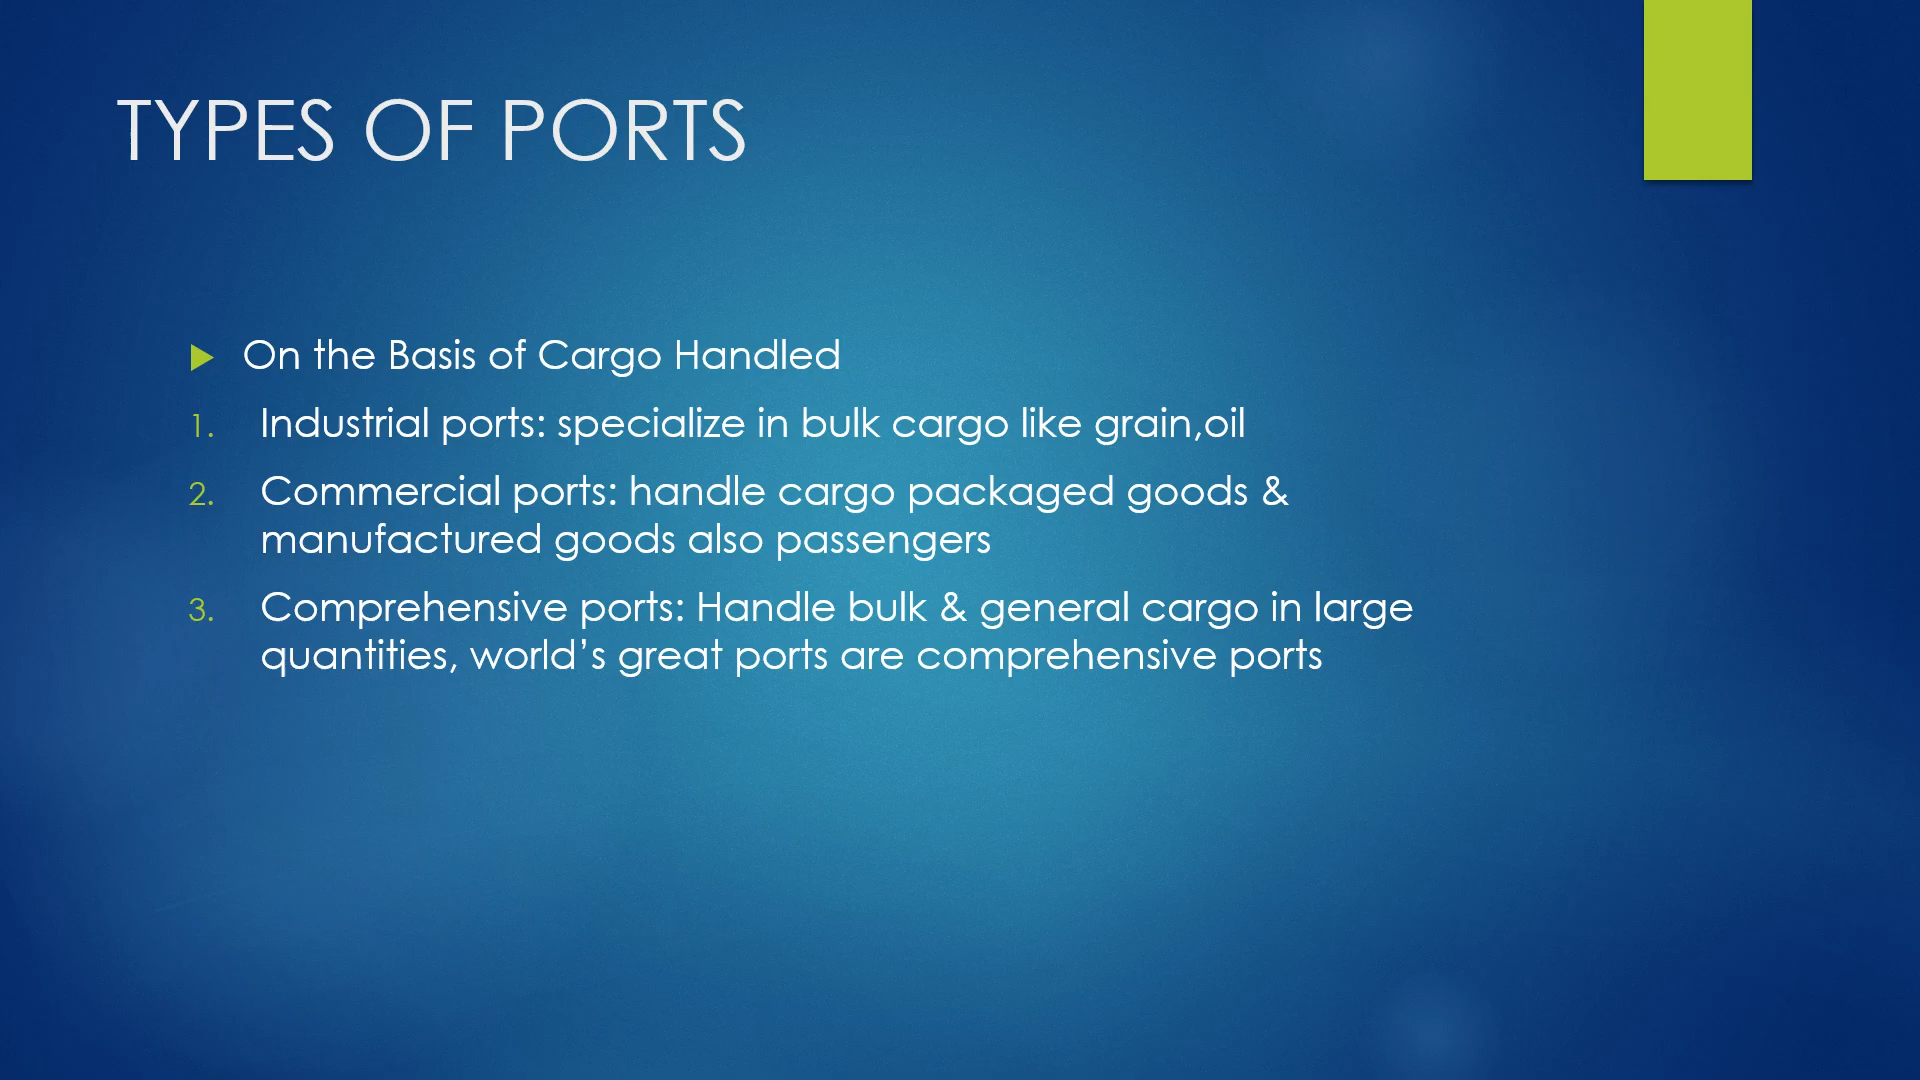 TYPES OF PORTS
On the Basis of Cargo Handled
1. Industrial ports: specialize in bulk cargo like grain,oil
2. Commercial ports: handle cargo packaged goods &
manufactured goods also passengers
3. Comprehensive ports: Handle bulk & general cargo in large
quantities, world’s great ports are comprehensive ports